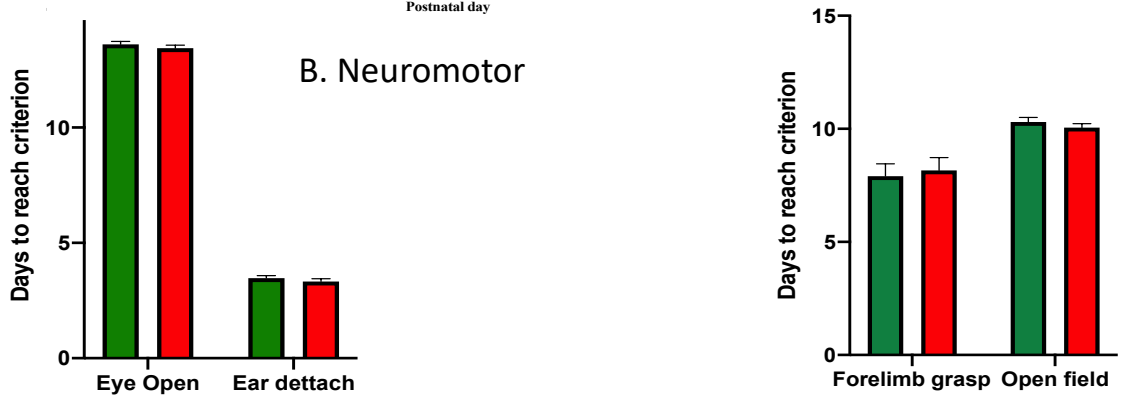 Postnatal day
B. Neuromotor
Days to reach criterion
10
5
0
Eye Open Ear dettach
Days to reach criterion
15
10
5
0
Forelimb grasp Open field